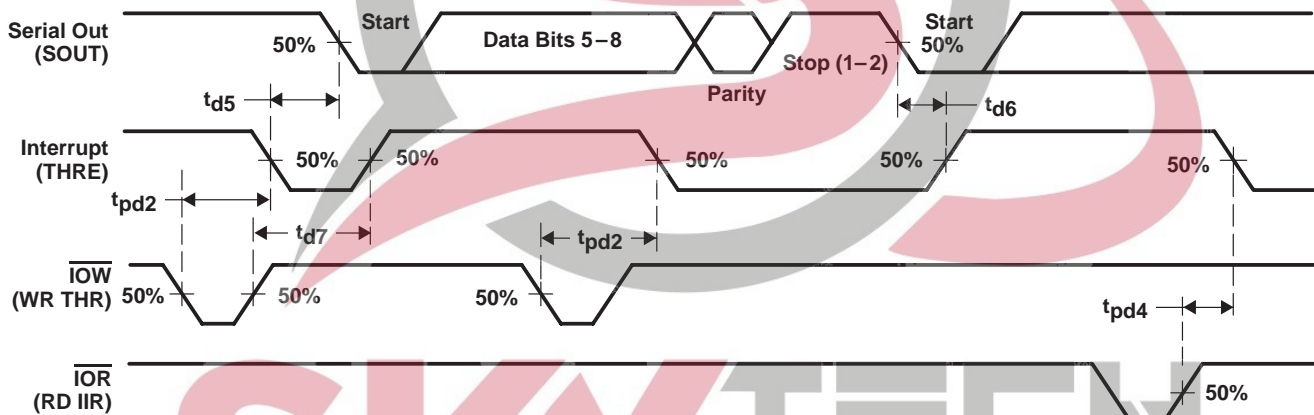 Serial Out
(SOUT)
50%
Start
Data Bits 5–8
Parity
Stop (1–2)
Start
50%
td5
td6
Interrupt
(THRE)
50%
50%
50%
50%
50%
tpd2
td7
tpd2
IOW
(WR THR)
50%
50%
50%
tpd4
IOR
(RD IIR)
50%
SKYTECH